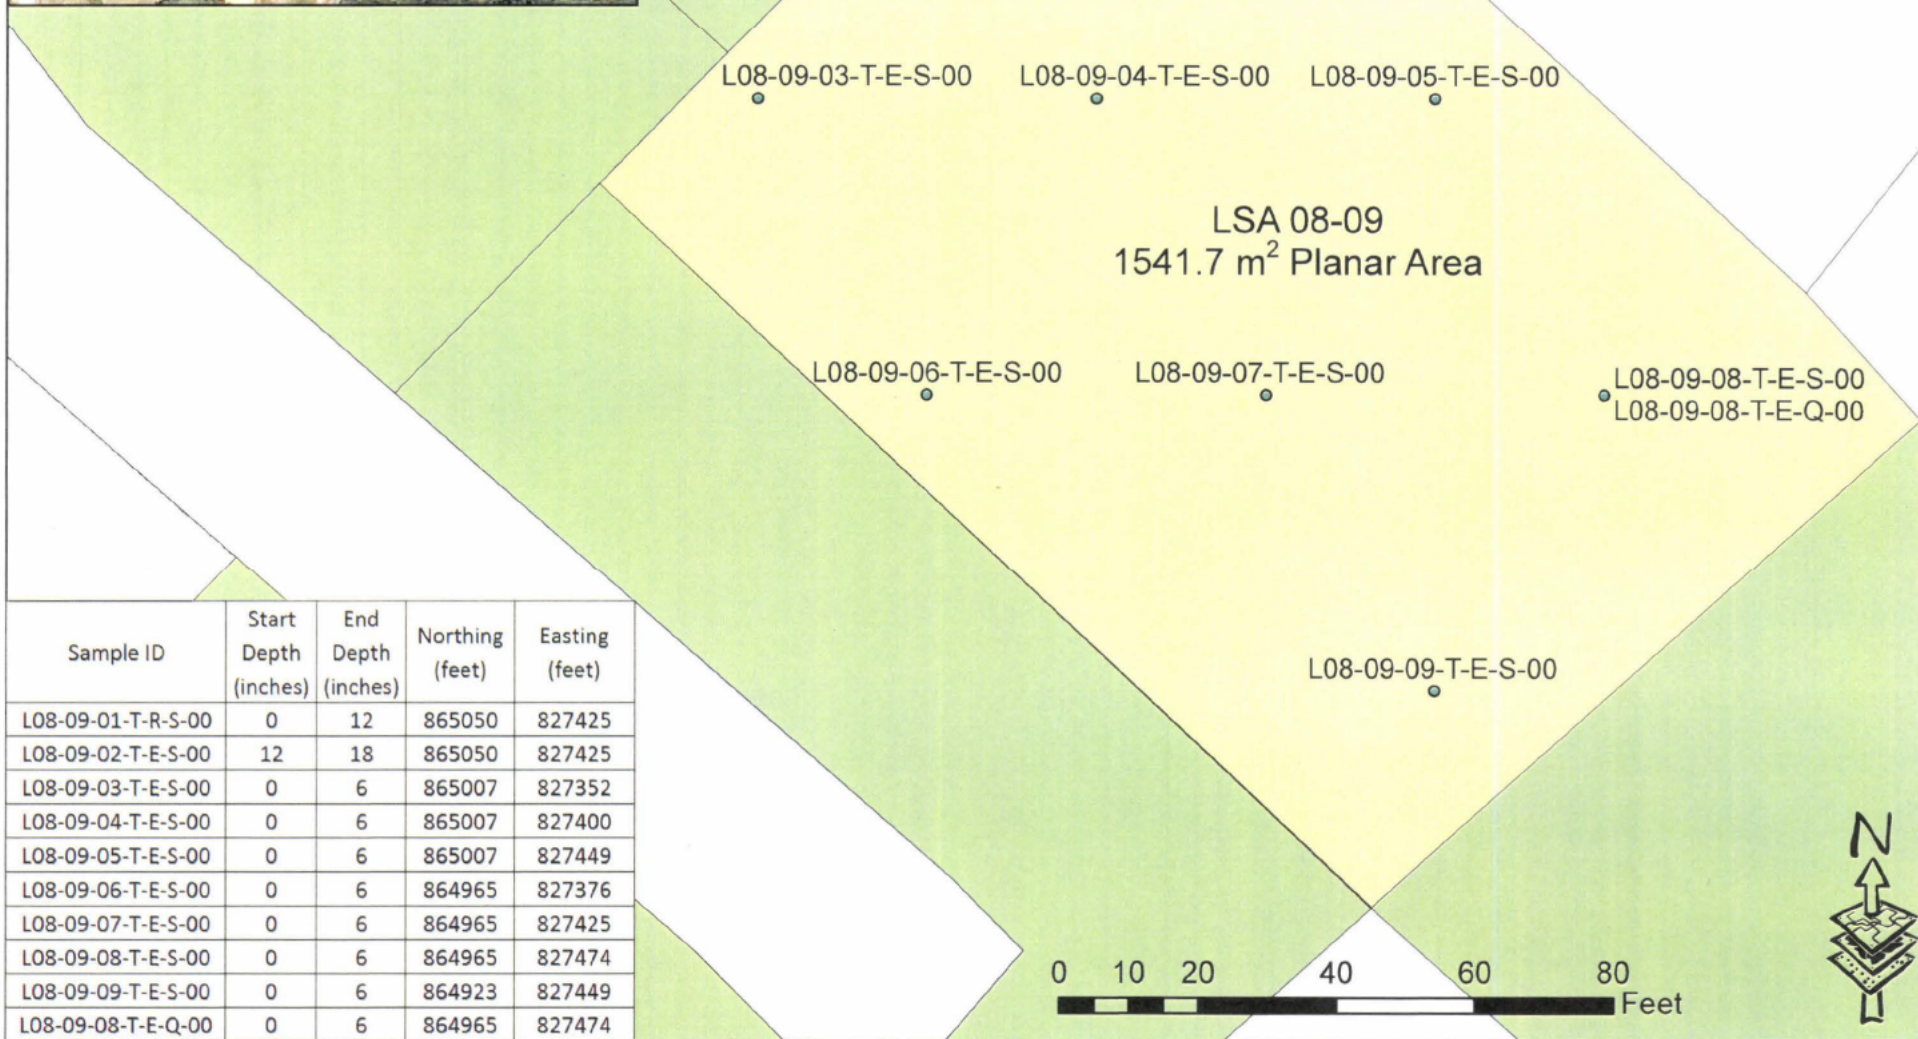 L08-09-03-T-E-S-00 L08-09-04-T-E-S-00 L08-09-05-T-E-S-00
LSA 08-09
1541.7 m² Planar Area
L08-09-06-T-E-S-00 L08-09-07-T-E-S-00 L08-09-08-T-E-S-00
L08-09-08-T-E-Q-00
L08-09-09-T-E-S-00
Sample ID Start Depth (inches) End Depth (inches) Northing (feet) Easting (feet)
L08-09-01-T-R-S-00 0 12 865050 827425
L08-09-02-T-E-S-00 12 18 865050 827425
L08-09-03-T-E-S-00 0 6 865007 827352
L08-09-04-T-E-S-00 0 6 865007 827400
L08-09-05-T-E-S-00 0 6 865007 827449
L08-09-06-T-E-S-00 0 6 864965 827376
L08-09-07-T-E-S-00 0 6 864965 827425
L08-09-08-T-E-S-00 0 6 864965 827474
L08-09-09-T-E-S-00 0 6 864923 827449
L08-09-08-T-E-Q-00 0 6 864965 827474
0 10 20 40 60 80
Feet
N